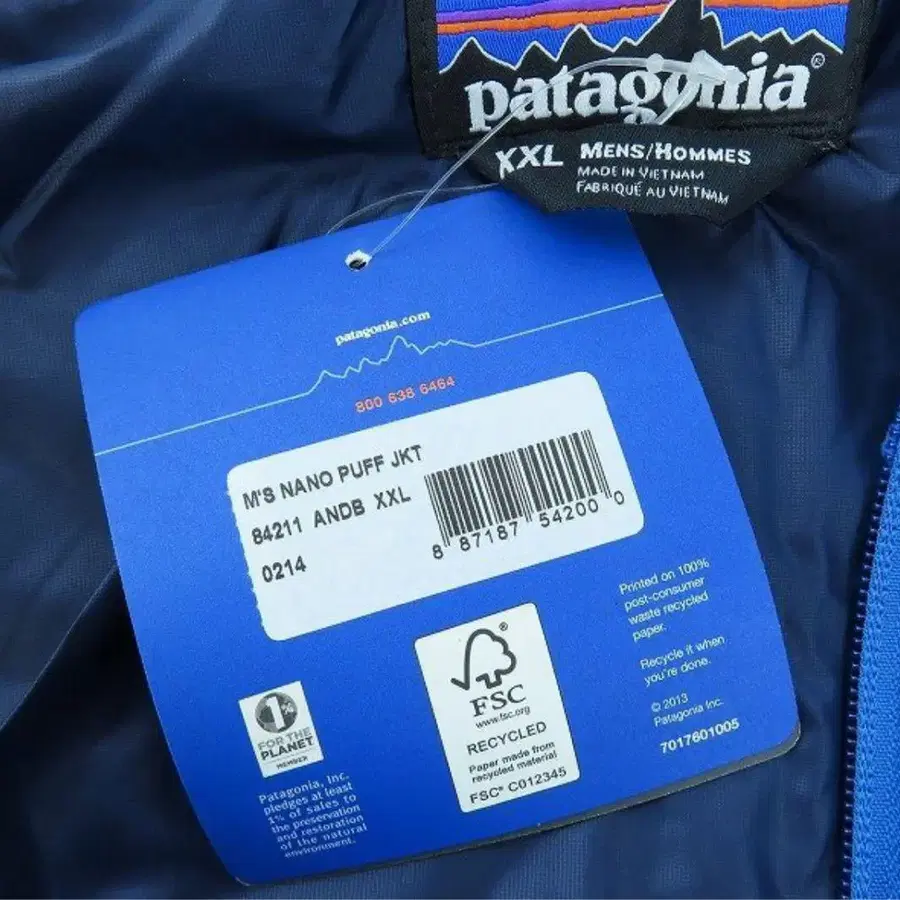 patagonia®
XXL MENS/HOMMES
MADE IN VIETNAM
FABRIQUÉ AU VIETNAM
patagonia.com
800 638 6464
M'S NANO PUFF JKT
84211 ANDB XXL
0214
8 87187 54200 0
Printed on 100%
post-consumer
waste recycled
paper.
Recycle it when
you're done.
© 2013
Patagonia Inc.
7017601005
®
FSC
www.fsc.org
RECYCLED
Paper made from
recycled material
FSC® C012345
1%
FOR THE
PLANET
MEMBER
Patagonia, Inc.
pledges at least
1% of sales to
the preservation
and restoration
of the natural
environment.